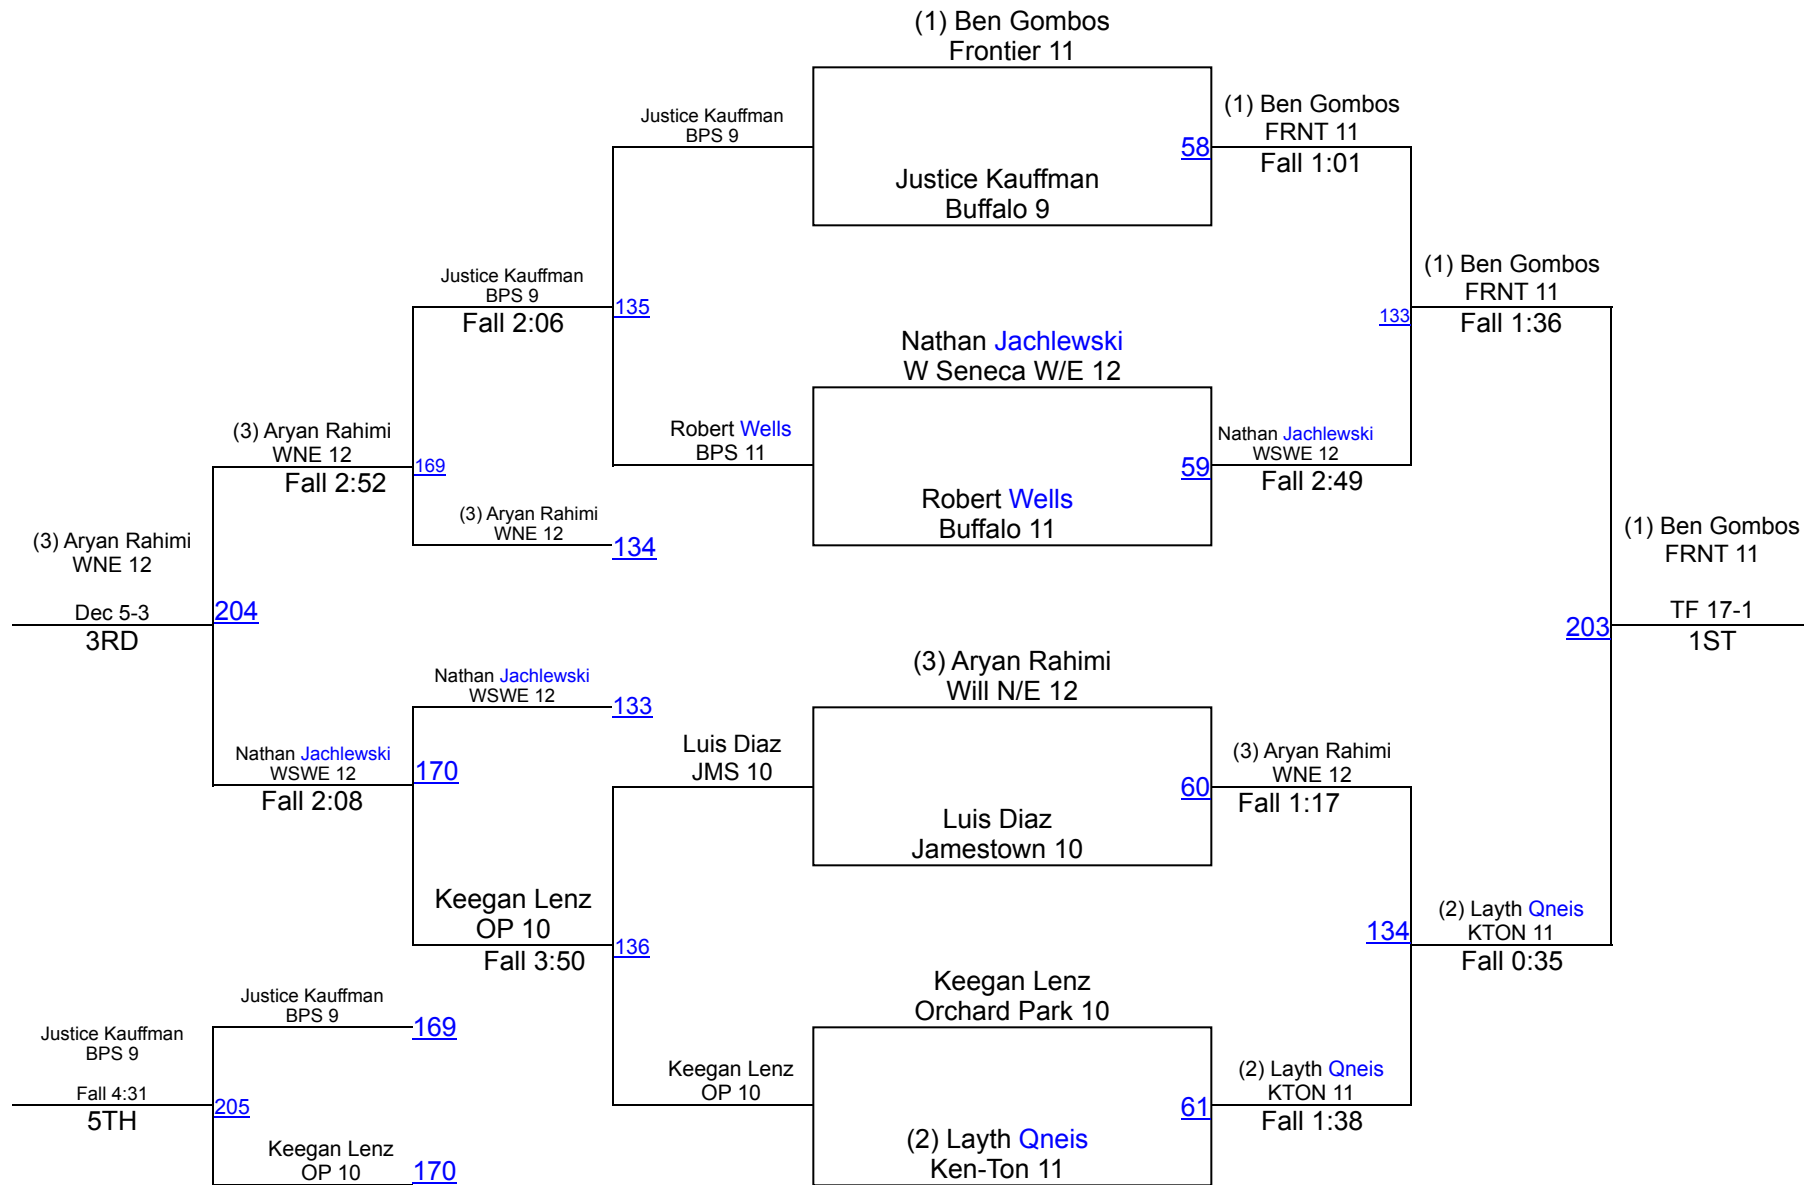 (1) Ben Gombos
Frontier 11
Justice Kauffman
BPS 9
58
(1) Ben Gombos
FRNT 11
Fall 1:01
Justice Kauffman
Buffalo 9
Justice Kauffman
BPS 9
Fall 2:06
135
(1) Ben Gombos
FRNT 11
Fall 1:36
133
Nathan Jachlewski
W Seneca W/E 12
Robert Wells
BPS 11
59
Nathan Jachlewski
WSWE 12
Fall 2:49
Robert Wells
Buffalo 11
(3) Aryan Rahimi
WNE 12
Fall 2:52
169
(3) Aryan Rahimi
WNE 12
134
(3) Aryan Rahimi
WNE 12
Dec 5-3
3RD
204
(1) Ben Gombos
FRNT 11
TF 17-1
1ST
203
Nathan Jachlewski
WSWE 12
133
(3) Aryan Rahimi
Will N/E 12
Nathan Jachlewski
WSWE 12
Fall 2:08
170
Luis Diaz
JMS 10
60
(3) Aryan Rahimi
WNE 12
Fall 1:17
Luis Diaz
Jamestown 10
Keegan Lenz
OP 10
Fall 3:50
136
134
(2) Layth Qneis
KTON 11
Fall 0:35
Keegan Lenz
Orchard Park 10
Justice Kauffman
BPS 9
169
Justice Kauffman
BPS 9
Fall 4:31
5TH
205
Keegan Lenz
OP 10
61
(2) Layth Qneis
KTON 11
Fall 1:38
Keegan Lenz
OP 10
170
(2) Layth Qneis
Ken-Ton 11